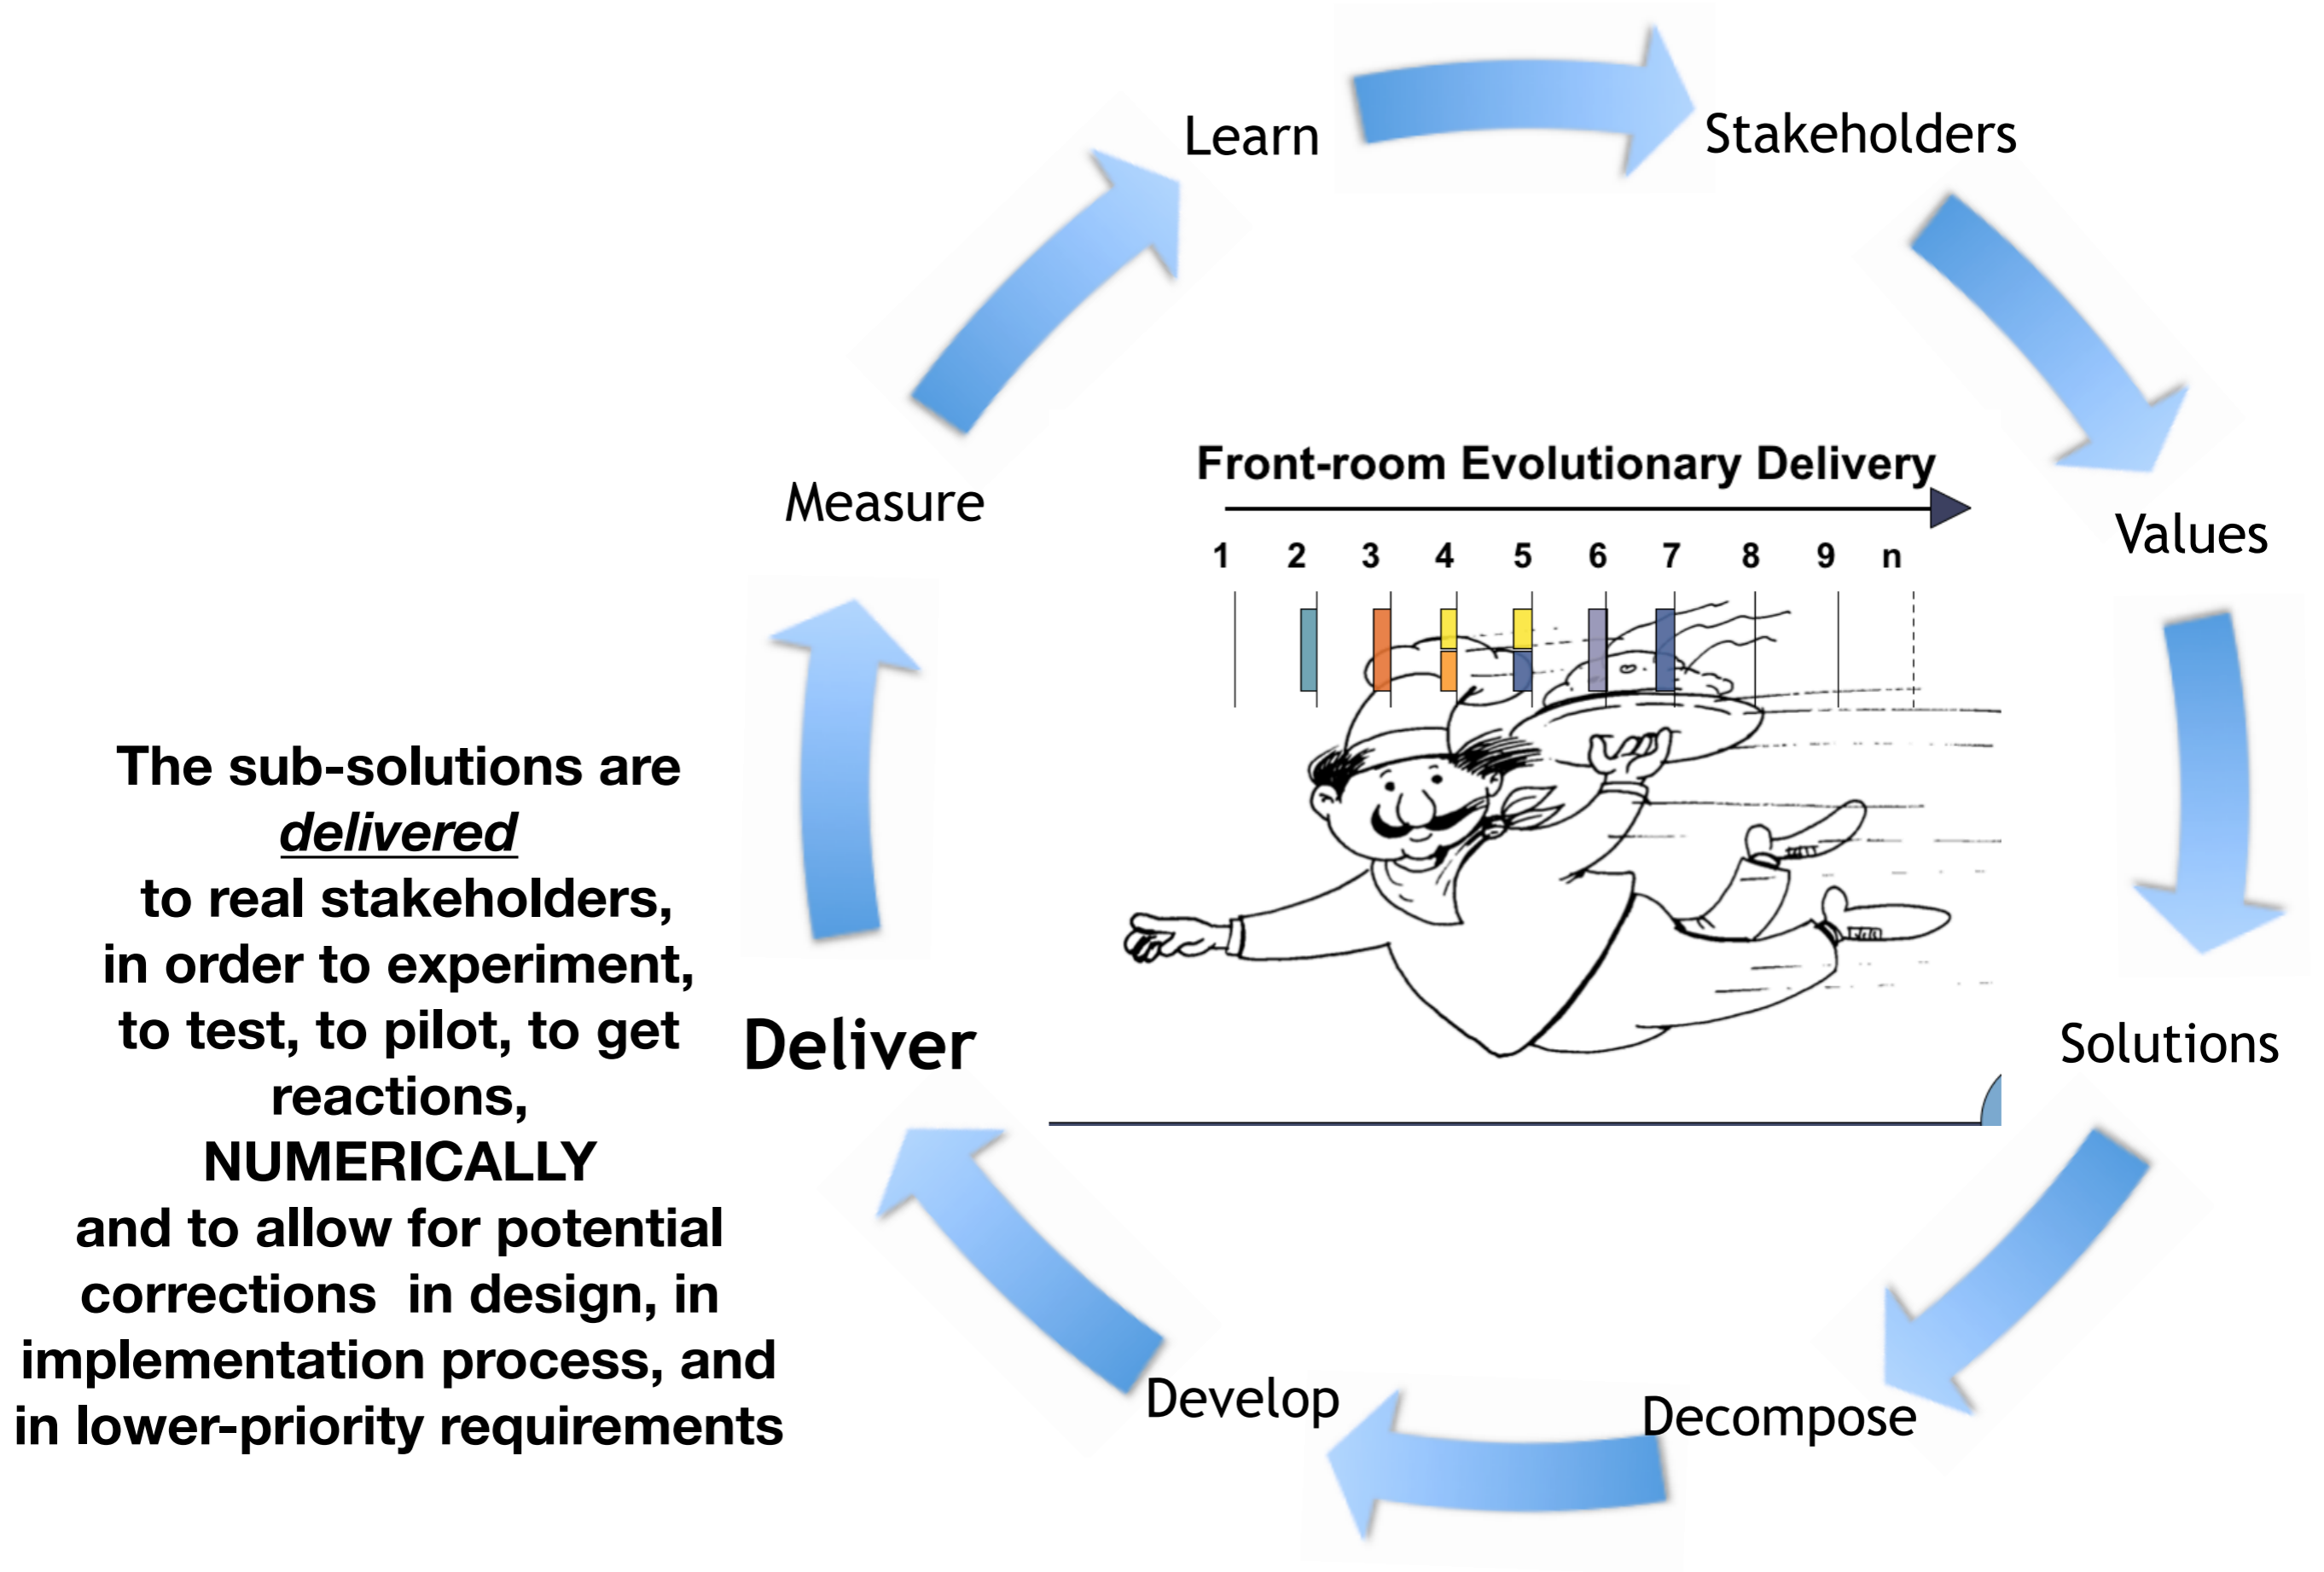 Learn
Stakeholders
Front-room Evolutionary Delivery
Measure
Values
1 2 3 4 5 6 7 8 9 n
The sub-solutions are
delivered
to real stakeholders,
in order to experiment,
to test, to pilot, to get
reactions,
NUMERICALLY
and to allow for potential
corrections  in design, in
implementation process, and
in lower-priority requirements
Deliver
Solutions
Develop
Decompose